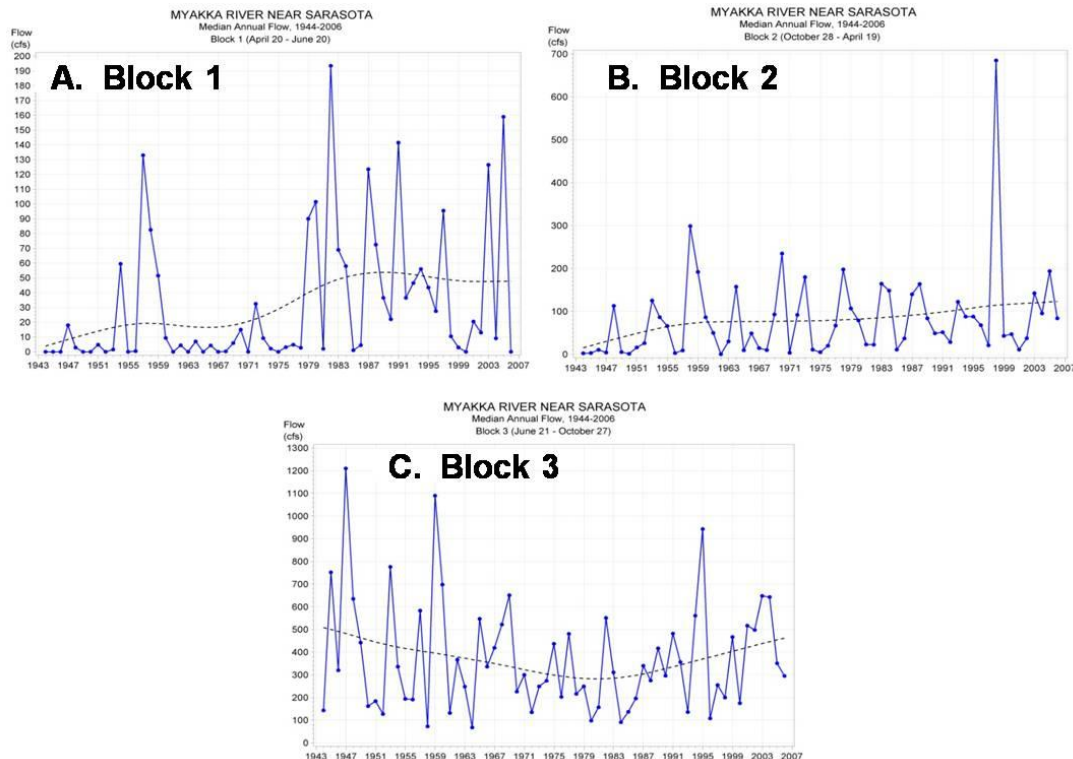 MYAKKA RIVER NEAR SARASOTA
Median Annual Flow, 1944-2006
Block 1 (April 20 - June 20)
Flow
(cfs)
A. Block 1
200
190
180
170
160
150
140
130
120
110
100
90
80
70
60
50
40
30
20
10
0
1943 1947 1951 1955 1959 1963 1967 1971 1975 1979 1983 1987 1991 1995 1999 2003 2007
MYAKKA RIVER NEAR SARASOTA
Median Annual Flow, 1944-2006
Block 2 (October 28 - April 19)
Flow
(cfs)
B. Block 2
700
600
500
400
300
200
100
0
1943 1947 1951 1955 1959 1963 1967 1971 1975 1979 1983 1987 1991 1995 1999 2003 2007
MYAKKA RIVER NEAR SARASOTA
Median Annual Flow, 1944-2006
Block 3 (June 21 - October 27)
Flow
(cfs)
C. Block 3
1300
1200
1100
1000
900
800
700
600
500
400
300
200
100
0
1943 1947 1951 1955 1959 1963 1967 1971 1975 1979 1983 1987 1991 1995 1999 2003 2007